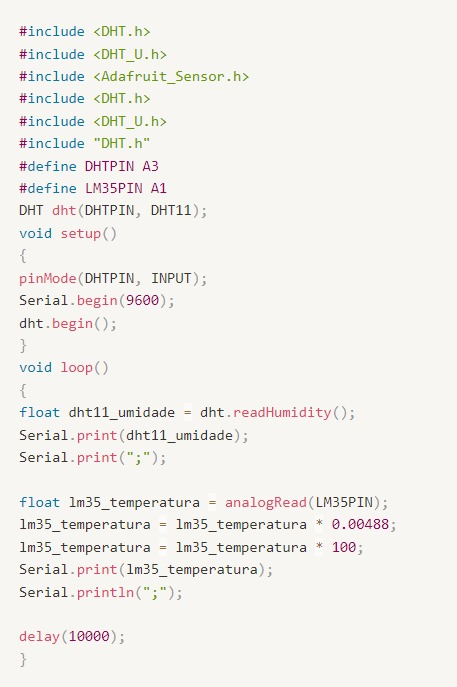 #include <DHT.h>
#include <DHT_U.h>
#include <Adafruit_Sensor.h>
#include <DHT.h>
#include <DHT_U.h>
#include "DHT.h"
#define DHTPIN A3
#define LM35PIN A1
DHT dht(DHTPIN, DHT11);
void setup()
{
pinMode(DHTPIN, INPUT);
Serial.begin(9600);
dht.begin();
}
void loop()
{
float dht11_umidade = dht.readHumidity();
Serial.print(dht11_umidade);
Serial.print(";");
float lm35_temperatura = analogRead(LM35PIN);
lm35_temperatura = lm35_temperatura * 0.00488;
lm35_temperatura = lm35_temperatura * 100;
Serial.print(lm35_temperatura);
Serial.println(";");
delay(10000);
}